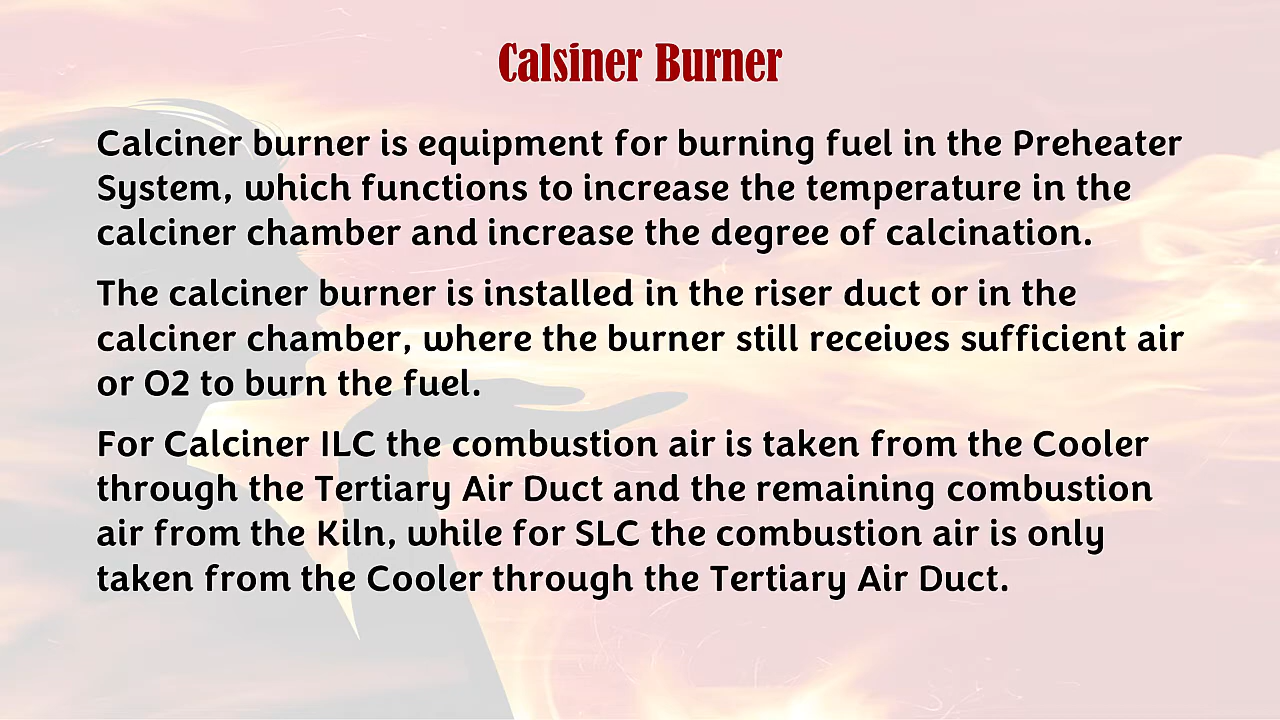 Calsiner Burner
Calciner burner is equipment for burning fuel in the Preheater
System, which functions to increase the temperature in the
calciner chamber and increase the degree of calcination.
The calciner burner is installed in the riser duct or in the
calciner chamber, where the burner still receives sufficient air
or O2 to burn the fuel.
For Calciner ILC the combustion air is taken from the Cooler
through the Tertiary Air Duct and the remaining combustion
air from the Kiln, while for SLC the combustion air is only
taken from the Cooler through the Tertiary Air Duct.